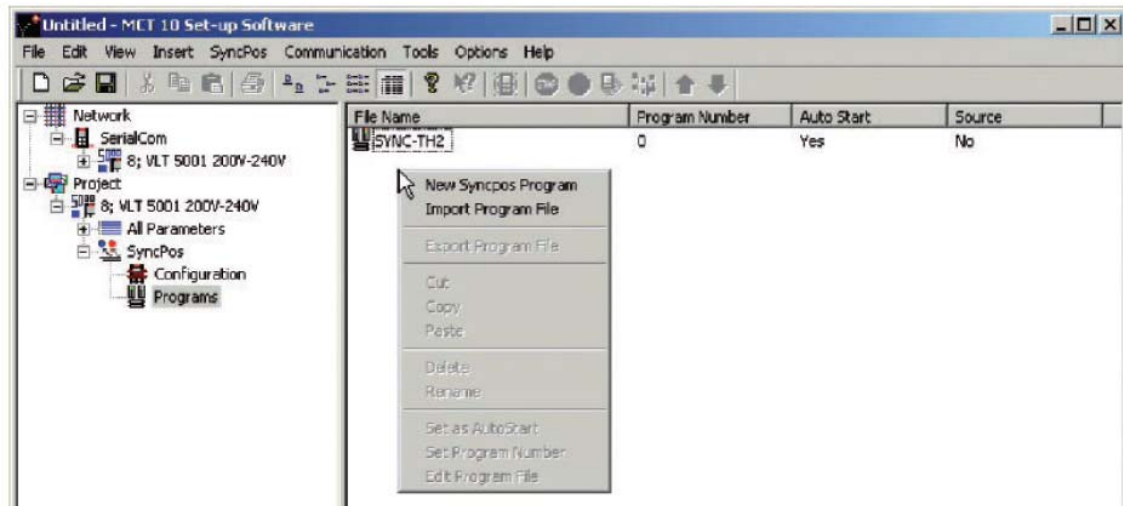 Untitled - MCT 10 Set-up Software
File Edit View Insert SyncPos Communication Tools Options Help
Network
SerialCom
8; VLT 5001 200V-240V
Project
8; VLT 5001 200V-240V
All Parameters
SyncPos
Configuration
Programs
File Name Program Number Auto Start Source
SYNC-TH2 0 Yes No
New Syncpos Program
Import Program File
Export Program File
Cut
Copy
Paste
Delete
Rename
Set as AutoStart
Set Program Number
Edit Program File